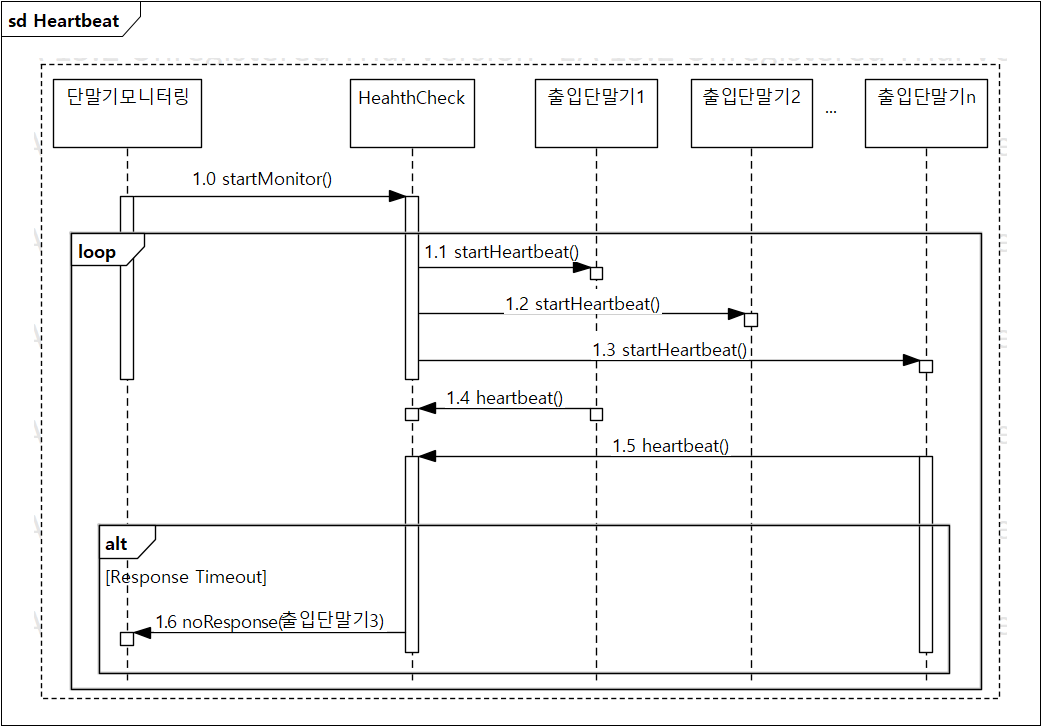 sd Heartbeat
단말기모니터링
HeahthCheck
출입단말기1
출입단말기2
...
출입단말기n
1.0 startMonitor()
loop
1.1 startHeartbeat()
1.2 startHeartbeat()
1.3 startHeartbeat()
1.4 heartbeat()
1.5 heartbeat()
alt
[Response Timeout]
1.6 noResponse(출입단말기3)